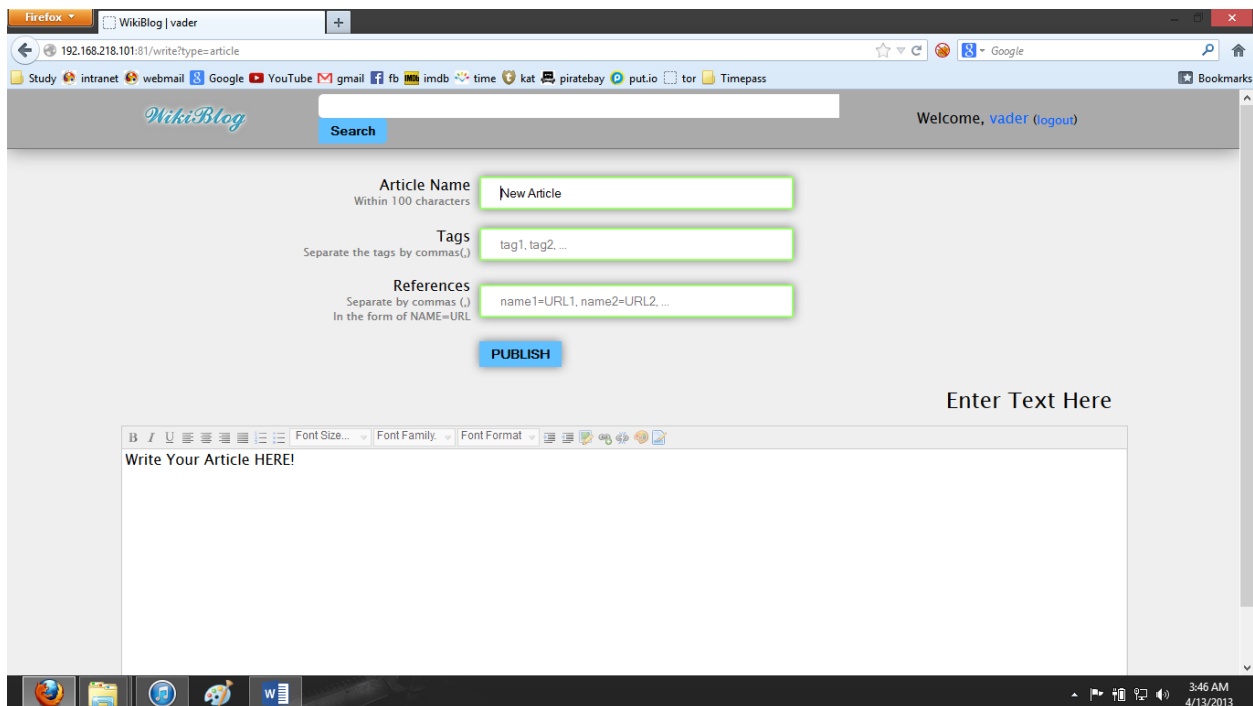 Firefox
WikiBlog | vader
192.168.218.101:81/write?type=article
Google
Study intranet webmail Google YouTube gmail fb imdb time kat piratebay put.io tor Timepass Bookmarks
WikiBlog
Search
Welcome, vader (logout)
Article Name
Within 100 characters
New Article
Tags
Separate the tags by commas(,)
tag1, tag2, ...
References
Separate by commas (,)
In the form of NAME=URL
name1=URL1, name2=URL2, ...
PUBLISH
Enter Text Here
B I U Font Size... Font Family. Font Format
Write Your Article HERE!
3:46 AM
4/13/2013